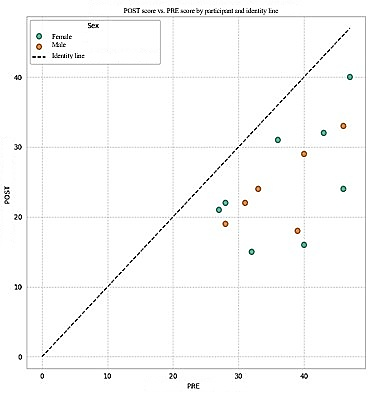 POST score vs. PRE score by participant and identity line
Sex
Female
Male
Identity line
POST
40
30
20
10
0
0 10 20 30 40
PRE